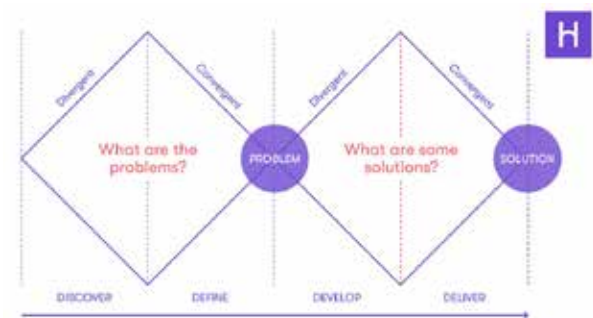 H
Divergent
Convergent
Divergent
Convergent
What are the
problems?
PROBLEM
What are some
solutions?
SOLUTION
DISCOVER
DEFINE
DEVELOP
DELIVER